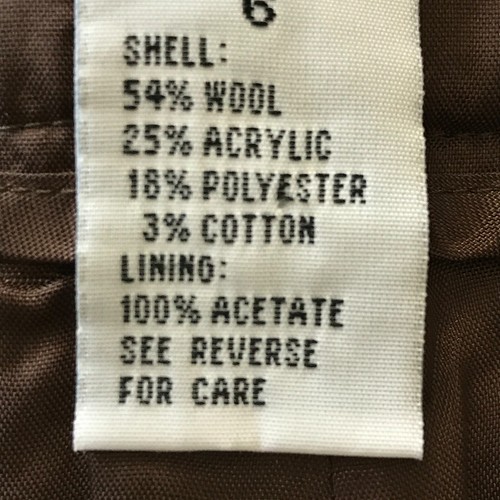 6
SHELL:
54% WOOL
25% ACRYLIC
18% POLYESTER
3% COTTON
LINING:
100% ACETATE
SEE REVERSE
FOR CARE